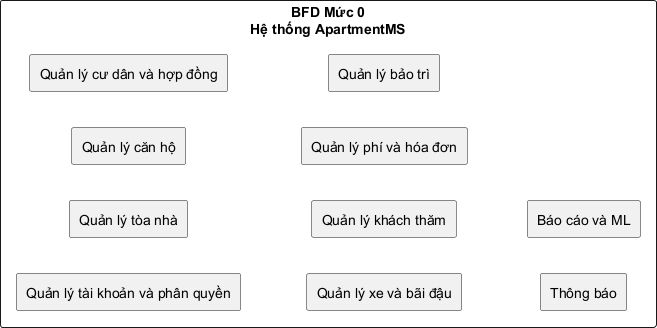 BFD Mức 0
Hệ thống ApartmentMS
Quản lý cư dân và hợp đồng
Quản lý bảo trì
Quản lý căn hộ
Quản lý phí và hóa đơn
Quản lý tòa nhà
Quản lý khách thăm
Báo cáo và ML
Quản lý tài khoản và phân quyền
Quản lý xe và bãi đậu
Thông báo